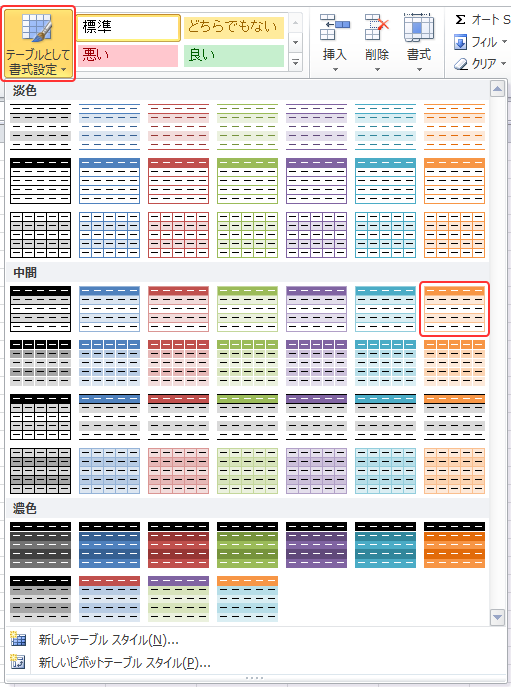 標準
どちらでもない
悪い
良い
テーブルとして
書式設定
挿入
削除
書式
Σ オート S
フィル
クリア
淡色
中間
濃色
新しいテーブル スタイル(N)...
新しいピボットテーブル スタイル(P)...